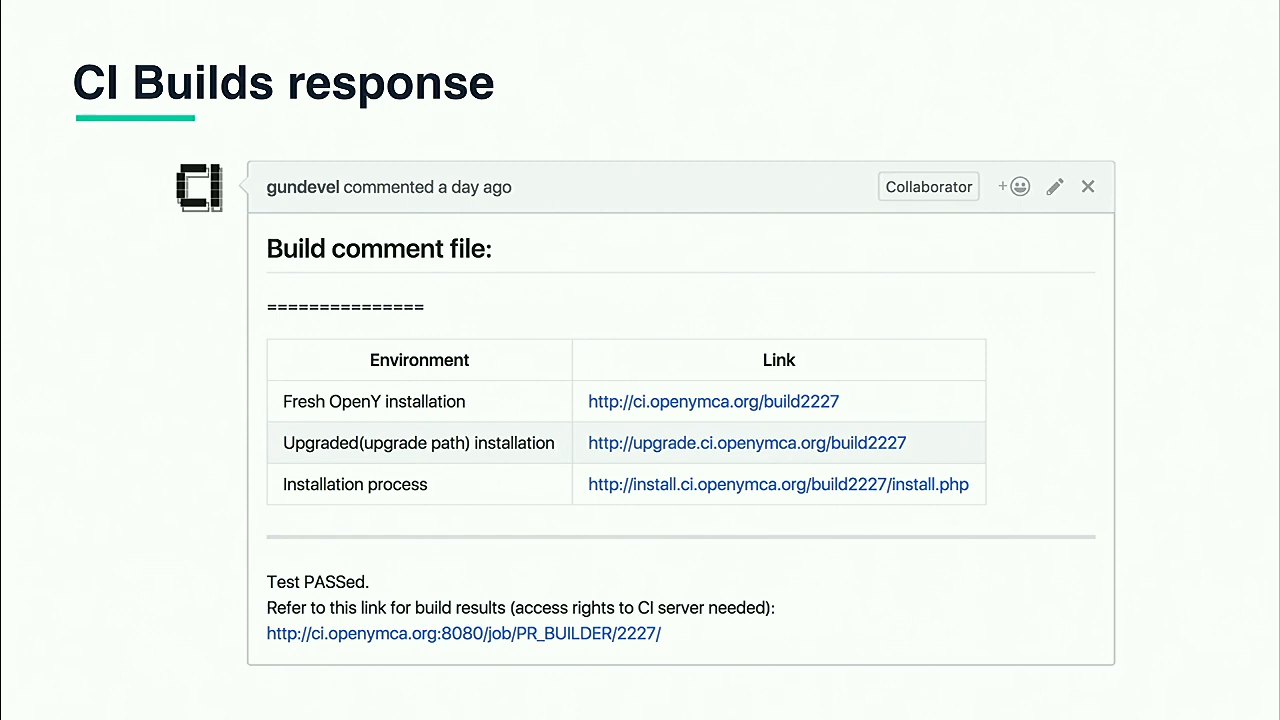 CI Builds response
CI
gundevel commented a day ago
Collaborator
Build comment file:
===============
Environment Link
Fresh OpenY installation http://ci.openymca.org/build2227
Upgraded(upgrade path) installation http://upgrade.ci.openymca.org/build2227
Installation process http://install.ci.openymca.org/build2227/install.php
Test PASSed.
Refer to this link for build results (access rights to CI server needed):
http://ci.openymca.org:8080/job/PR_BUILDER/2227/